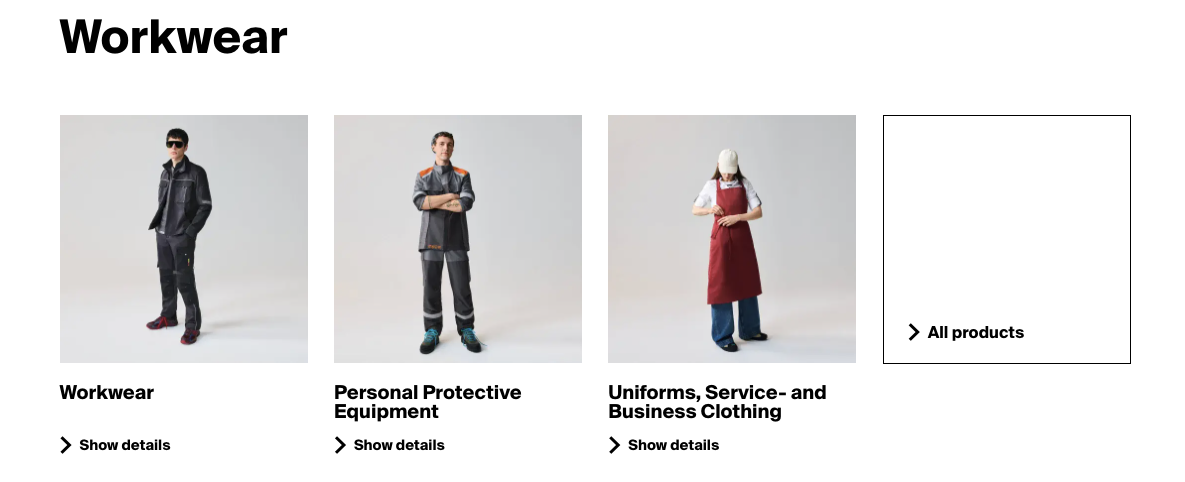 Workwear
Workwear
Show details
Personal Protective
Equipment
Show details
Uniforms, Service- and
Business Clothing
Show details
All products